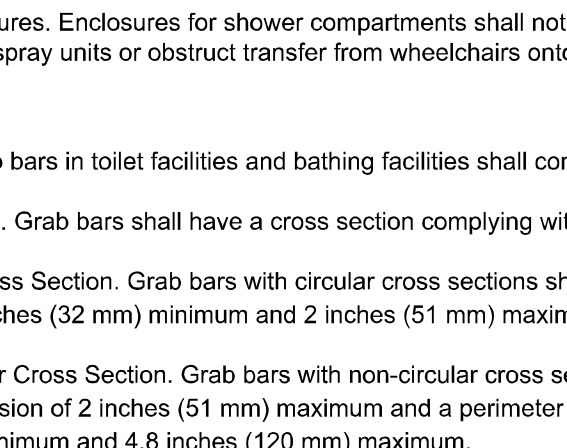 ures. Enclosures for shower compartments shall not
spray units or obstruct transfer from wheelchairs onto
bars in toilet facilities and bathing facilities shall con
. Grab bars shall have a cross section complying wit
ss Section. Grab bars with circular cross sections sh
ches (32 mm) minimum and 2 inches (51 mm) maxim
r Cross Section. Grab bars with non-circular cross se
sion of 2 inches (51 mm) maximum and a perimeter
nimum and 4.8 inches (120 mm) maximum.